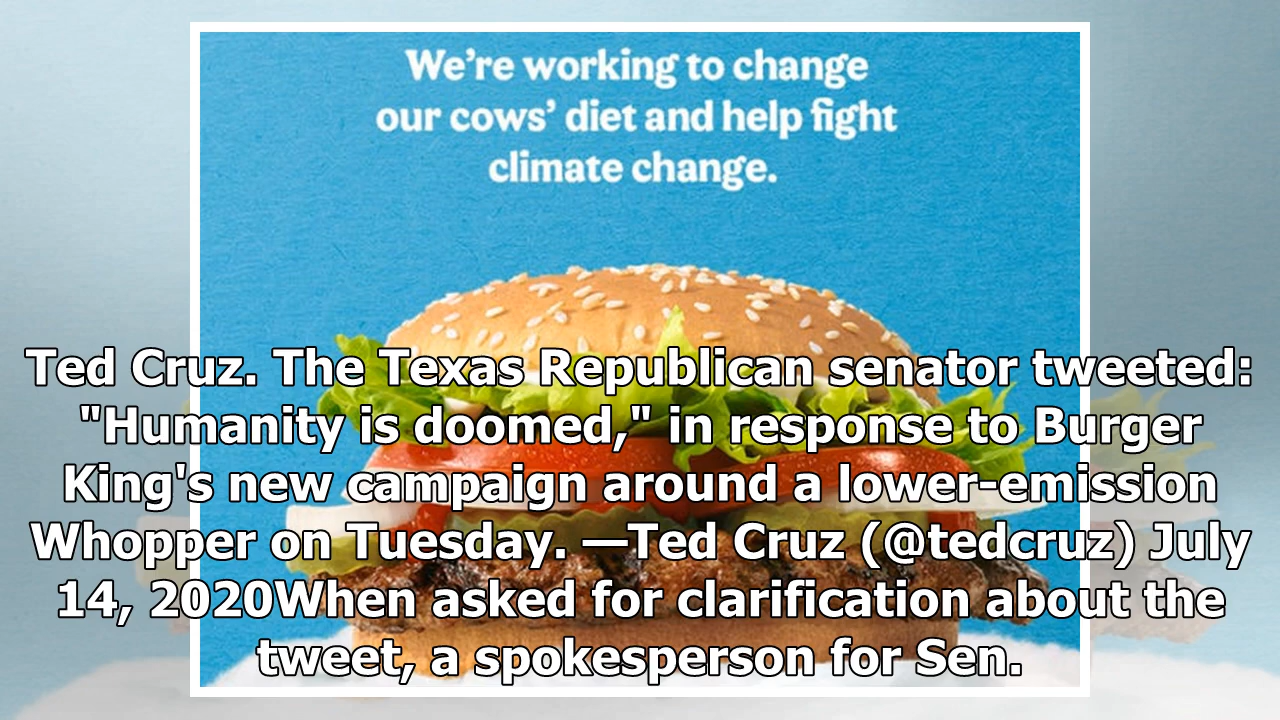 We’re working to change
our cows’ diet and help fight
climate change.
Ted Cruz. The Texas Republican senator tweeted:
"Humanity is doomed," in response to Burger
King's new campaign around a lower-emission
Whopper on Tuesday. —Ted Cruz (@tedcruz) July
14, 2020When asked for clarification about the
tweet, a spokesperson for Sen.